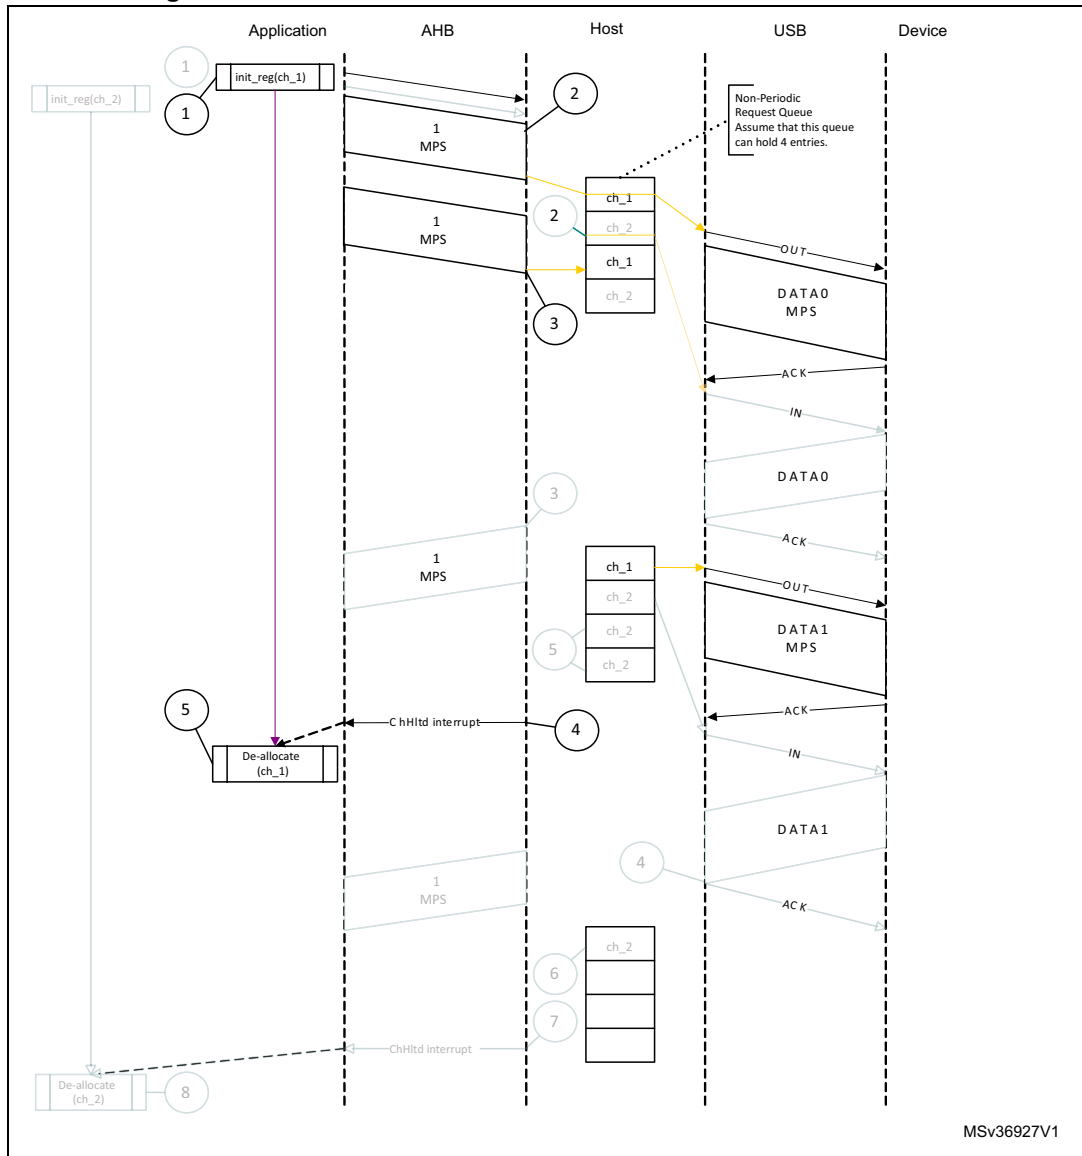 Application
AHB
Host
USB
Device
1
init_reg(ch_1)
init_reg(ch_2)
1
2
Non-Periodic
Request Queue
Assume that this queue
can hold 4 entries.
1
MPS
ch_1
2
ch_2
1
MPS
ch_1
OUT
ch_2
DATA0
MPS
3
ACK
IN
DATA0
3
ACK
1
MPS
ch_1
OUT
ch_2
ch_2
DATA1
MPS
5
ch_2
5
ChHltd interrupt
4
ACK
De-allocate
(ch_1)
IN
DATA1
4
1
MPS
ACK
ch_2
6
7
ChHltd interrupt
De-allocate
(ch_2)
8
MSv36927V1